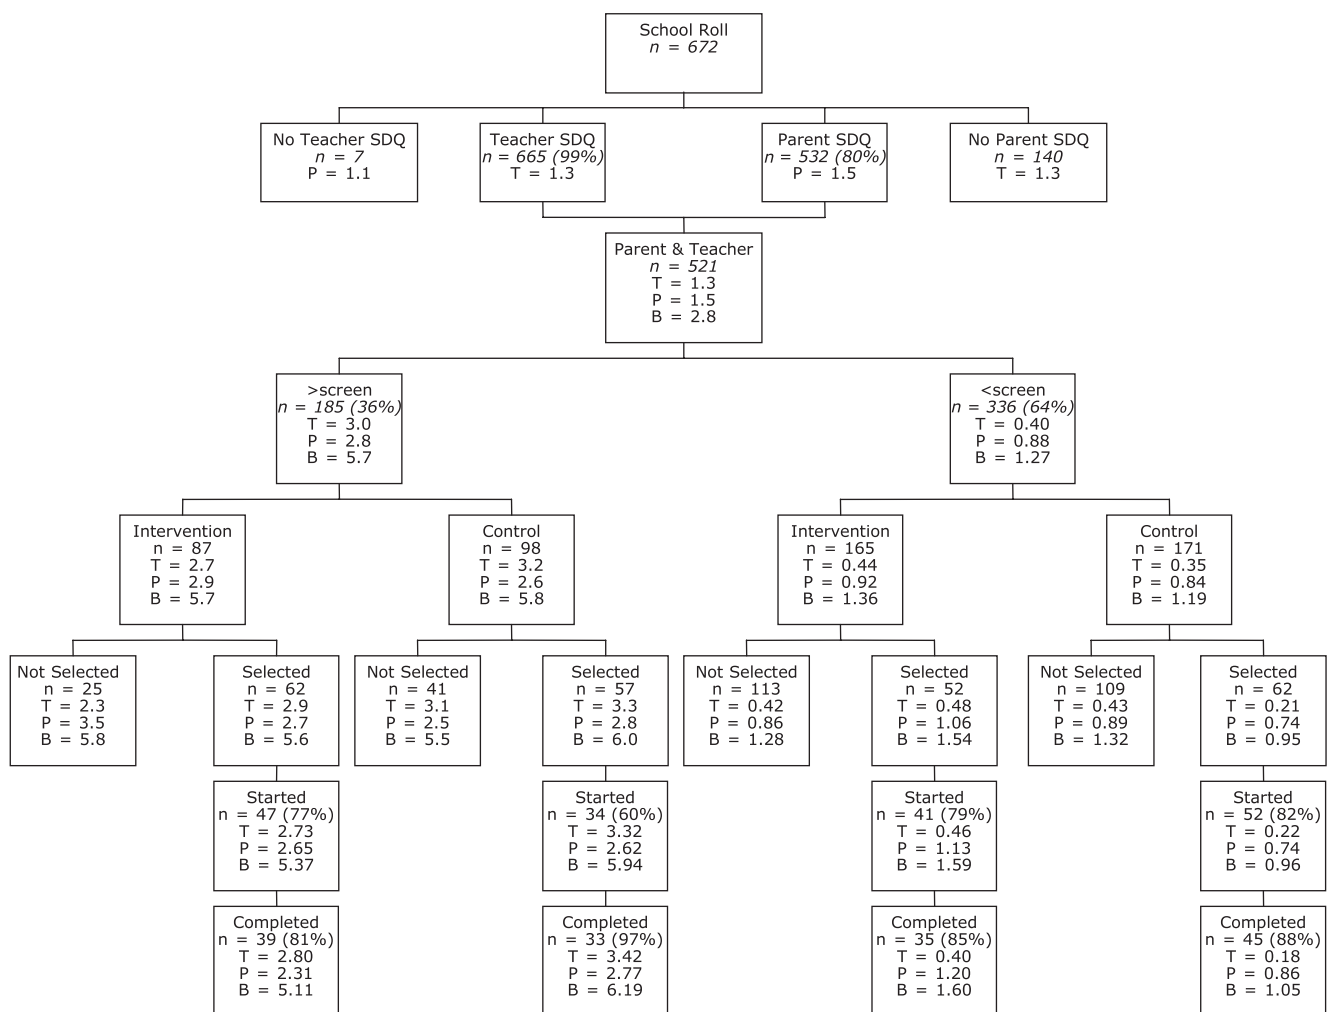 School Roll
n = 672
No Teacher SDQ
n = 7
P = 1.1
Teacher SDQ
n = 665 (99%)
T = 1.3
Parent SDQ
n = 532 (80%)
P = 1.5
No Parent SDQ
n = 140
T = 1.3
Parent & Teacher
n = 521
T = 1.3
P = 1.5
B = 2.8
>screen
n = 185 (36%)
T = 3.0
P = 2.8
B = 5.7
<screen
n = 336 (64%)
T = 0.40
P = 0.88
B = 1.27
Intervention
n = 87
T = 2.7
P = 2.9
B = 5.7
Control
n = 98
T = 3.2
P = 2.6
B = 5.8
Intervention
n = 165
T = 0.44
P = 0.92
B = 1.36
Control
n = 171
T = 0.35
P = 0.84
B = 1.19
Not Selected
n = 25
T = 2.3
P = 3.5
B = 5.8
Selected
n = 62
T = 2.9
P = 2.7
B = 5.6
Not Selected
n = 41
T = 3.1
P = 2.5
B = 5.5
Selected
n = 57
T = 3.3
P = 2.8
B = 6.0
Not Selected
n = 113
T = 0.42
P = 0.86
B = 1.28
Selected
n = 52
T = 0.48
P = 1.06
B = 1.54
Not Selected
n = 109
T = 0.43
P = 0.89
B = 1.32
Selected
n = 62
T = 0.21
P = 0.74
B = 0.95
Started
n = 47 (77%)
T = 2.73
P = 2.65
B = 5.37
Started
n = 34 (60%)
T = 3.32
P = 2.62
B = 5.94
Started
n = 41 (79%)
T = 0.46
P = 1.13
B = 1.59
Started
n = 52 (82%)
T = 0.22
P = 0.74
B = 0.96
Completed
n = 39 (81%)
T = 2.80
P = 2.31
B = 5.11
Completed
n = 33 (97%)
T = 3.42
P = 2.77
B = 6.19
Completed
n = 35 (85%)
T = 0.40
P = 1.20
B = 1.60
Completed
n = 45 (88%)
T = 0.18
P = 0.86
B = 1.05